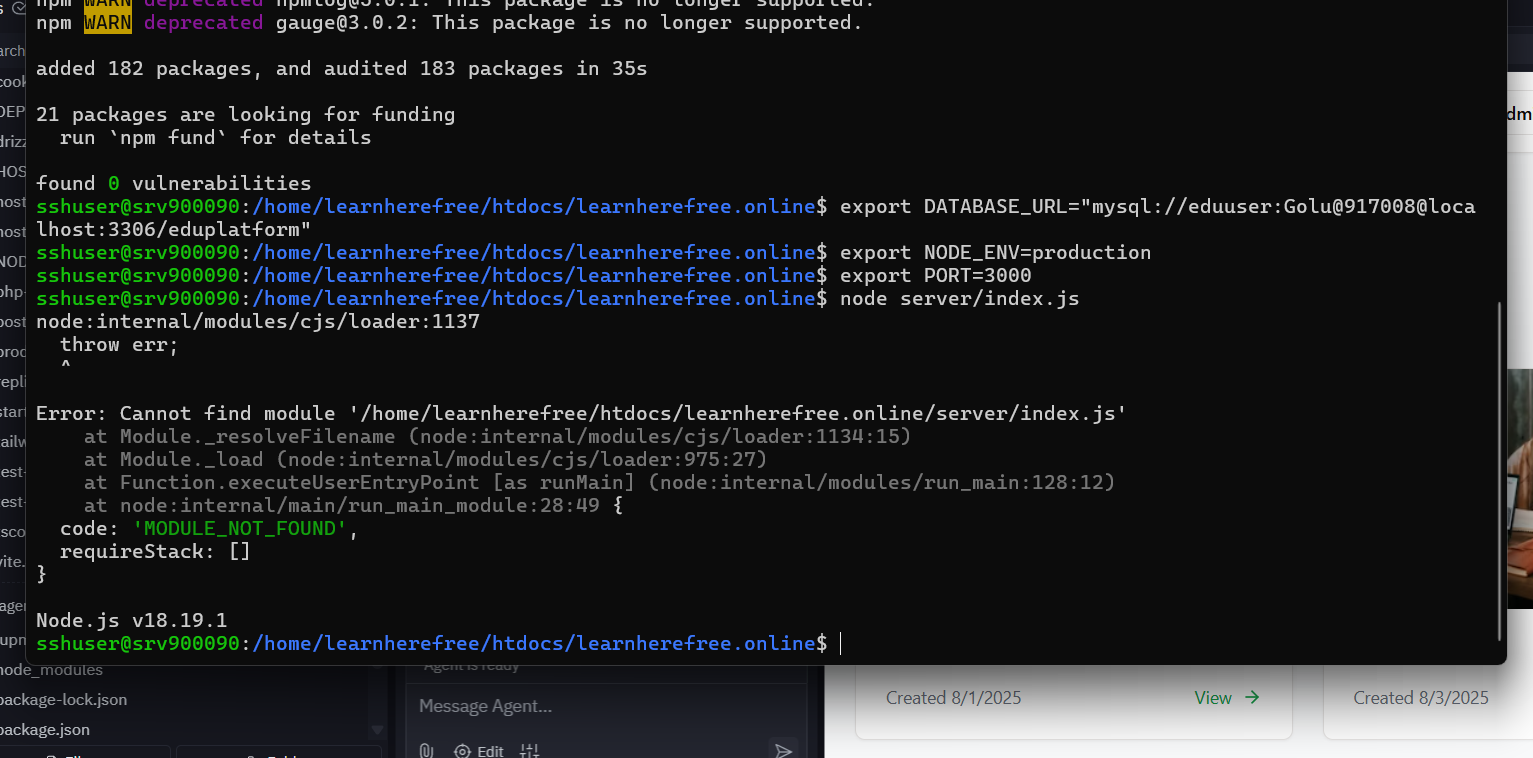 npm WARN deprecated npmlog@5.0.1: This package is no longer supported.
npm WARN deprecated gauge@3.0.2: This package is no longer supported.
added 182 packages, and audited 183 packages in 35s
21 packages are looking for funding
run `npm fund` for details
found 0 vulnerabilities
sshuser@srv900090:/home/learnherefree/htdocs/learnherefree.online$ export DATABASE_URL="mysql://eduuser:Golu@917008@loca
lhost:3306/eduplatform"
sshuser@srv900090:/home/learnherefree/htdocs/learnherefree.online$ export NODE_ENV=production
sshuser@srv900090:/home/learnherefree/htdocs/learnherefree.online$ export PORT=3000
sshuser@srv900090:/home/learnherefree/htdocs/learnherefree.online$ node server/index.js
node:internal/modules/cjs/loader:1137
throw err;
^
Error: Cannot find module '/home/learnherefree/htdocs/learnherefree.online/server/index.js'
at Module._resolveFilename (node:internal/modules/cjs/loader:1134:15)
at Module._load (node:internal/modules/cjs/loader:975:27)
at Function.executeUserEntryPoint [as runMain] (node:internal/modules/run_main:128:12)
at node:internal/main/run_main_module:28:49 {
code: 'MODULE_NOT_FOUND',
requireStack: []
}
Node.js v18.19.1
sshuser@srv900090:/home/learnherefree/htdocs/learnherefree.online$
node_modules
package-lock.json
package.json
Agent is ready
Message Agent...
Edit
Created 8/1/2025
View →
Created 8/3/2025